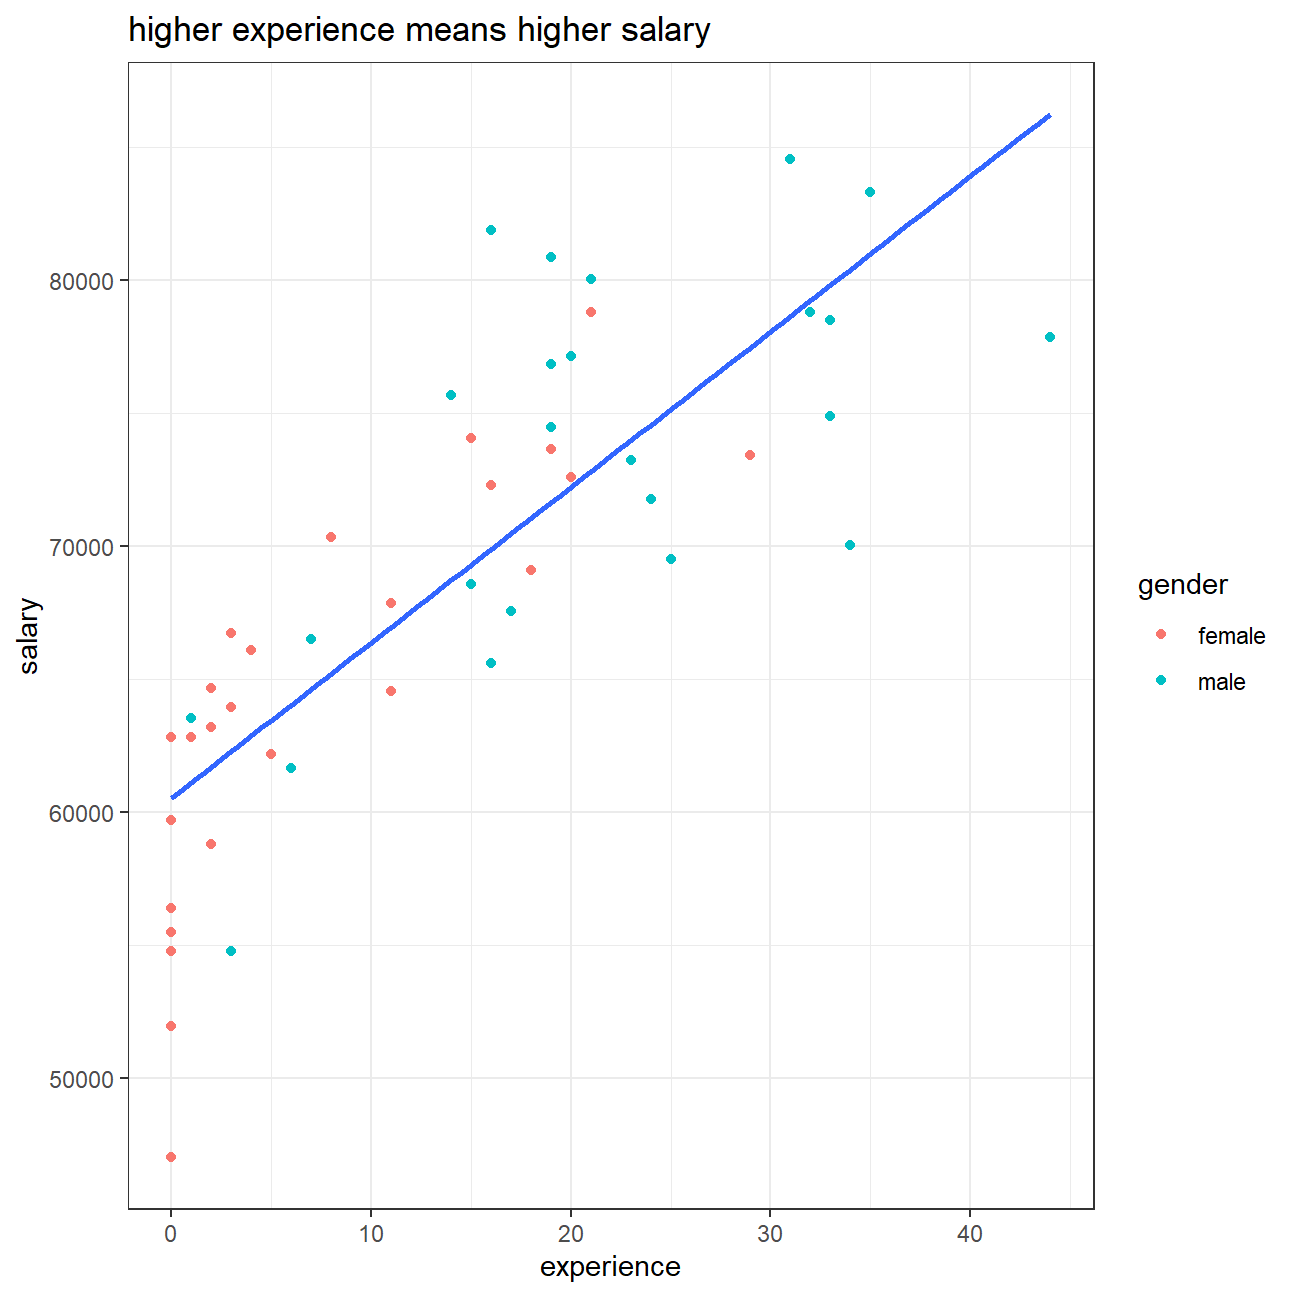 higher experience means higher salary
salary
80000
70000
60000
50000
0 10 20 30 40
experience
gender
female
male